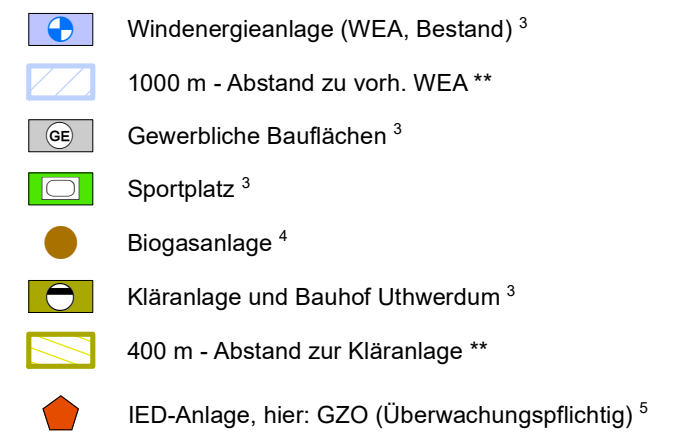 Windenergieanlage (WEA, Bestand) ³
1000 m - Abstand zu vorh. WEA **
GE Gewerbliche Bauflächen ³
Sportplatz ³
Biogasanlage ⁴
Kläranlage und Bauhof Uthwerdum ³
400 m - Abstand zur Kläranlage **
IED-Anlage, hier: GZO (Überwachungspflichtig) ⁵